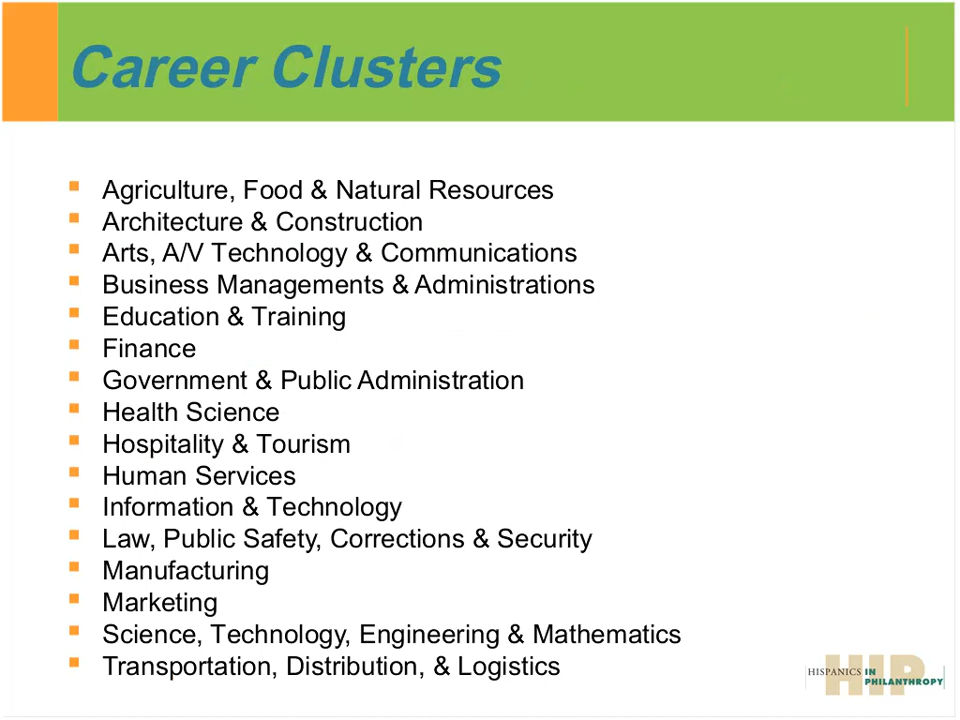 Career Clusters
Agriculture, Food & Natural Resources
Architecture & Construction
Arts, A/V Technology & Communications
Business Managements & Administrations
Education & Training
Finance
Government & Public Administration
Health Science
Hospitality & Tourism
Human Services
Information & Technology
Law, Public Safety, Corrections & Security
Manufacturing
Marketing
Science, Technology, Engineering & Mathematics
Transportation, Distribution, & Logistics
HIP
HISPANICS IN
PHILANTHROPY